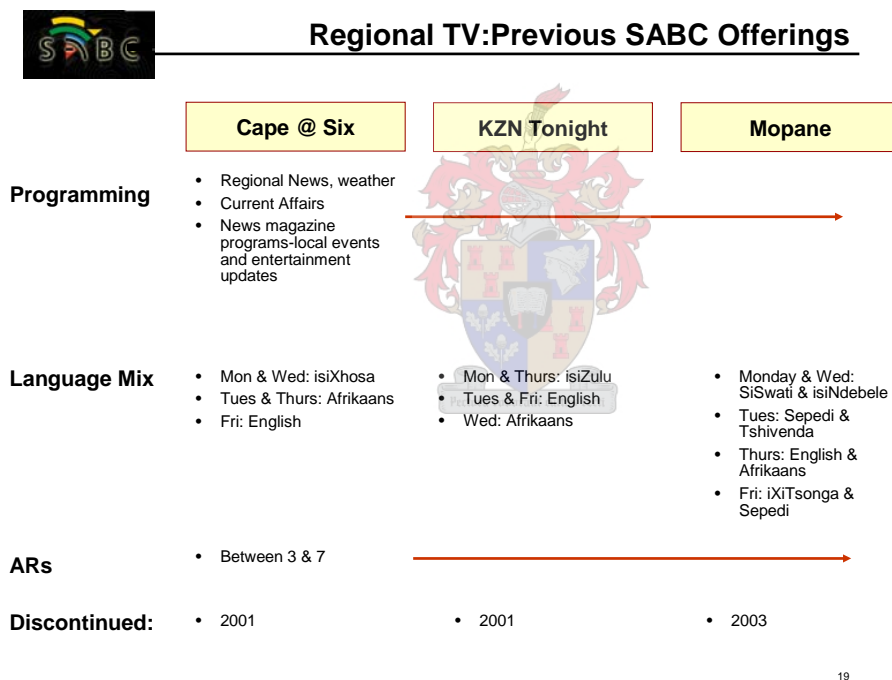 SABC
Regional TV:Previous SABC Offerings
Cape @ Six
KZN Tonight
Mopane
Programming
• Regional News, weather
• Current Affairs
• News magazine
programs-local events
and entertainment
updates
Language Mix
• Mon & Wed: isiXhosa
• Tues & Thurs: Afrikaans
• Fri: English
• Mon & Thurs: isiZulu
• Tues & Fri: English
• Wed: Afrikaans
• Monday & Wed:
SiSwati & isiNdebele
• Tues: Sepedi &
Tshivenda
• Thurs: English &
Afrikaans
• Fri: iXiTsonga &
Sepedi
ARs
• Between 3 & 7
Discontinued:
• 2001
• 2001
• 2003
19